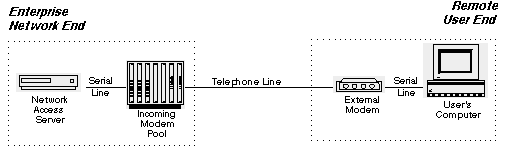 Enterprise
Network End
Remote
User End
Serial
Line
Telephone Line
Serial
Line
Network
Access
Server
Incoming
Modem
Pool
External
Modem
User's
Computer